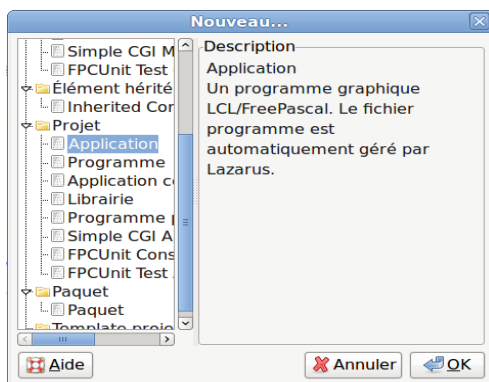 Nouveau...
Simple CGI M
FPCUnit Test
Élément hérité
Inherited Cor
Projet
Application
Programme
Application c
Librairie
Programme
Simple CGI A
FPCUnit Cons
FPCUnit Test
Paquet
Paquet
Template proje
Description
Application
Un programme graphique
LCL/FreePascal. Le fichier
programme est
automatiquement géré par
Lazarus.
Aide
Annuler
OK